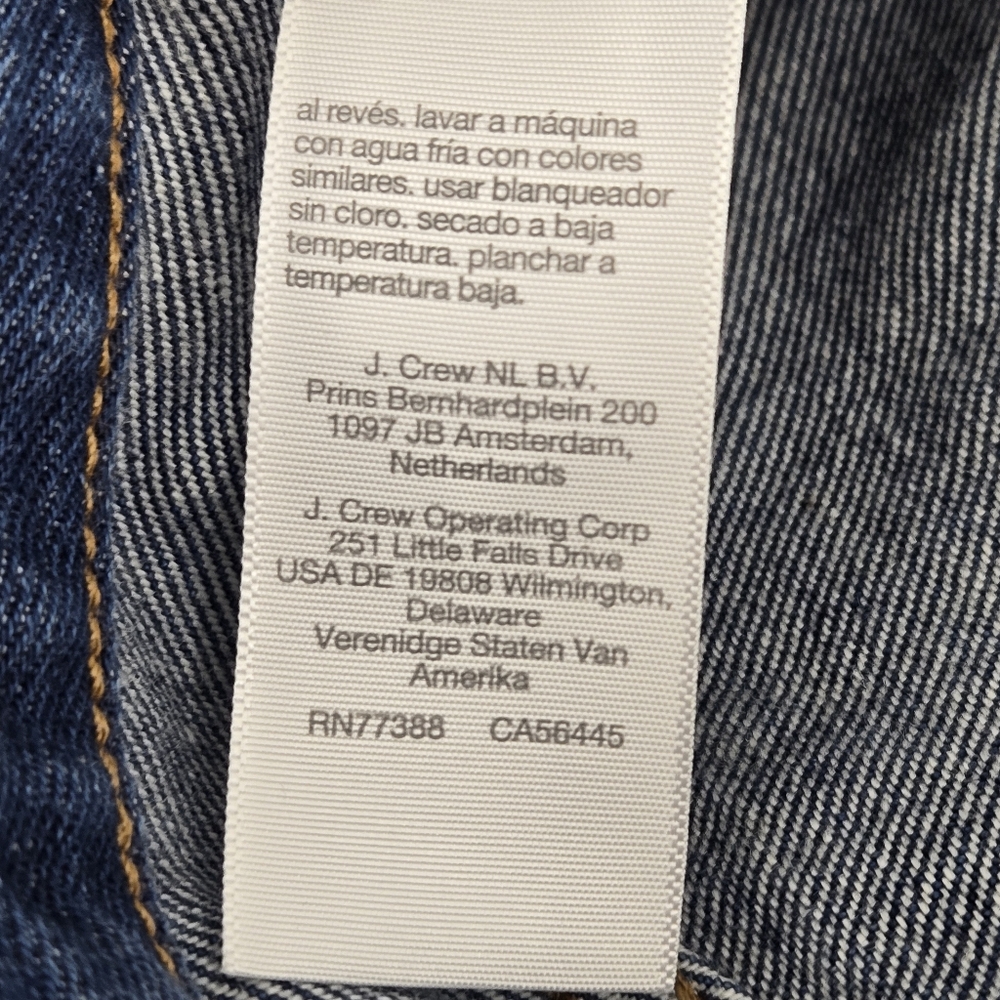 al revés. lavar a máquina
con agua fría con colores
similares. usar blanqueador
sin cloro. secado a baja
temperatura. planchar a
temperatura baja.
J. Crew NL B.V.
Prins Bernhardplein 200
1097 JB Amsterdam,
Netherlands
J. Crew Operating Corp
251 Little Falls Drive
USA DE 19808 Wilmington,
Delaware
Verenidge Staten Van
Amerika
RN77388 CA56445